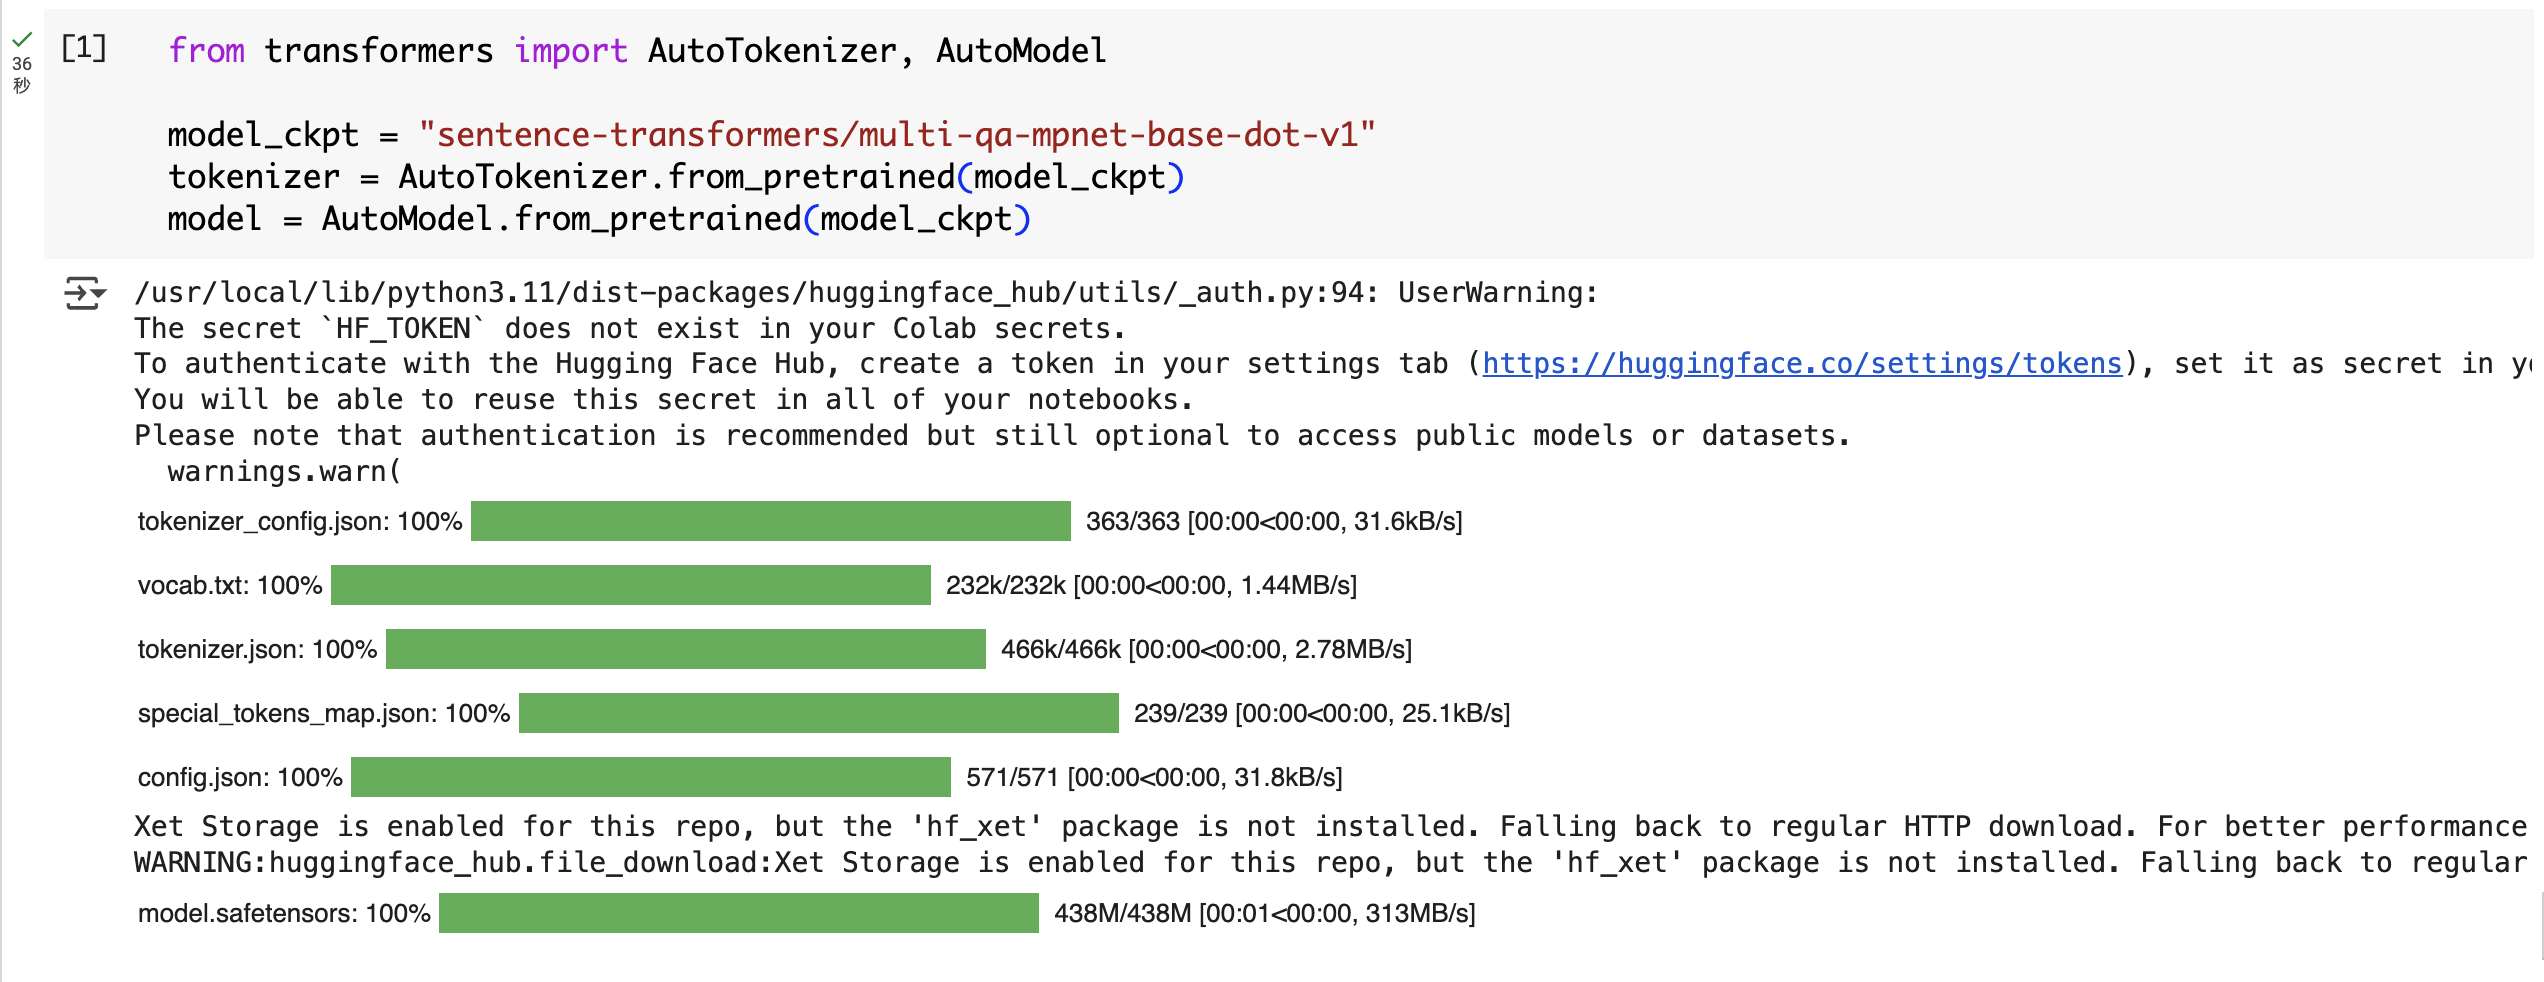 [1]
36
秒
from transformers import AutoTokenizer, AutoModel
model_ckpt = "sentence-transformers/multi-qa-mpnet-base-dot-v1"
tokenizer = AutoTokenizer.from_pretrained(model_ckpt)
model = AutoModel.from_pretrained(model_ckpt)
/usr/local/lib/python3.11/dist-packages/huggingface_hub/utils/_auth.py:94: UserWarning:
The secret `HF_TOKEN` does not exist in your Colab secrets.
To authenticate with the Hugging Face Hub, create a token in your settings tab (https://huggingface.co/settings/tokens), set it as secret in
You will be able to reuse this secret in all of your notebooks.
Please note that authentication is recommended but still optional to access public models or datasets.
warnings.warn(
tokenizer_config.json: 100% 363/363 [00:00<00:00, 31.6kB/s]
vocab.txt: 100% 232k/232k [00:00<00:00, 1.44MB/s]
tokenizer.json: 100% 466k/466k [00:00<00:00, 2.78MB/s]
special_tokens_map.json: 100% 239/239 [00:00<00:00, 25.1kB/s]
config.json: 100% 571/571 [00:00<00:00, 31.8kB/s]
Xet Storage is enabled for this repo, but the 'hf_xet' package is not installed. Falling back to regular HTTP download. For better performance
WARNING:huggingface_hub.file_download:Xet Storage is enabled for this repo, but the 'hf_xet' package is not installed. Falling back to regular
model.safetensors: 100% 438M/438M [00:01<00:00, 313MB/s]